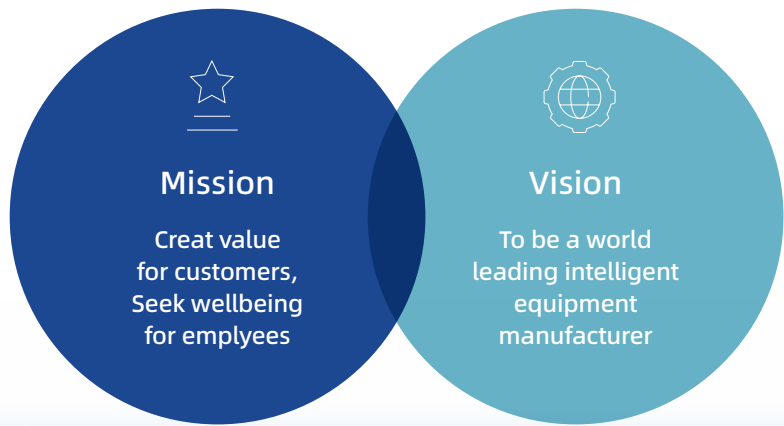 Mission
Creat value
for customers,
Seek wellbeing
for emplyees
Vision
To be a world
leading intelligent
equipment
manufacturer